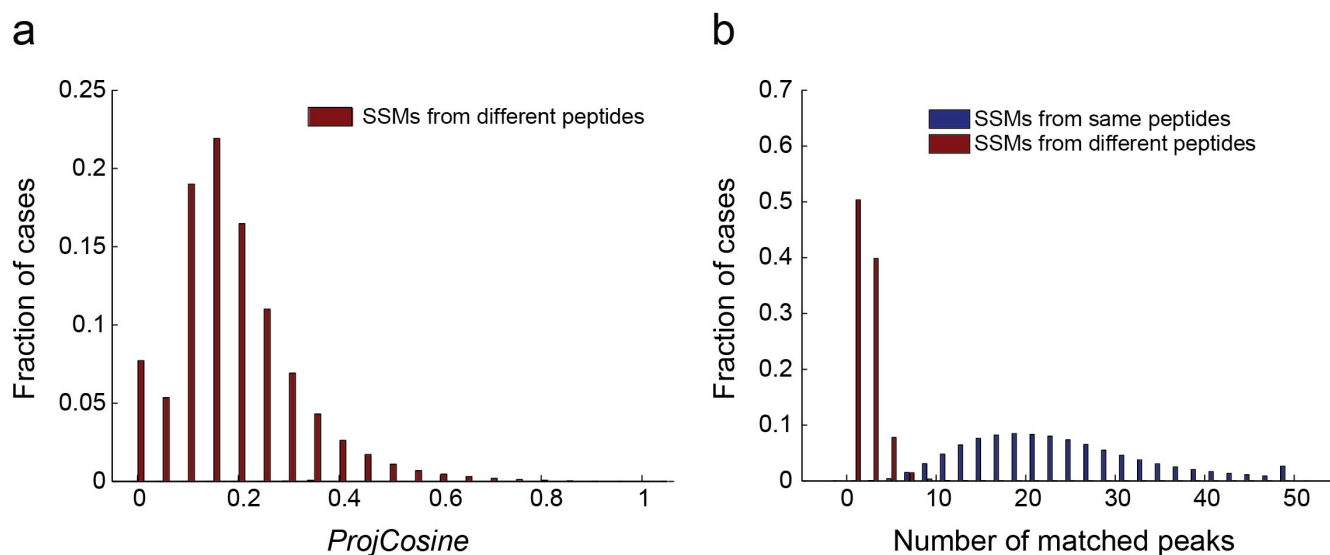 a
0.25
0.2
0.15
0.1
0.05
0
Fraction of cases
SSMs from different peptides
0 0.2 0.4 0.6 0.8 1
ProjCosine
b
0.7
0.6
0.5
0.4
0.3
0.2
0.1
0
Fraction of cases
SSMs from same peptides
SSMs from different peptides
0 10 20 30 40 50
Number of matched peaks